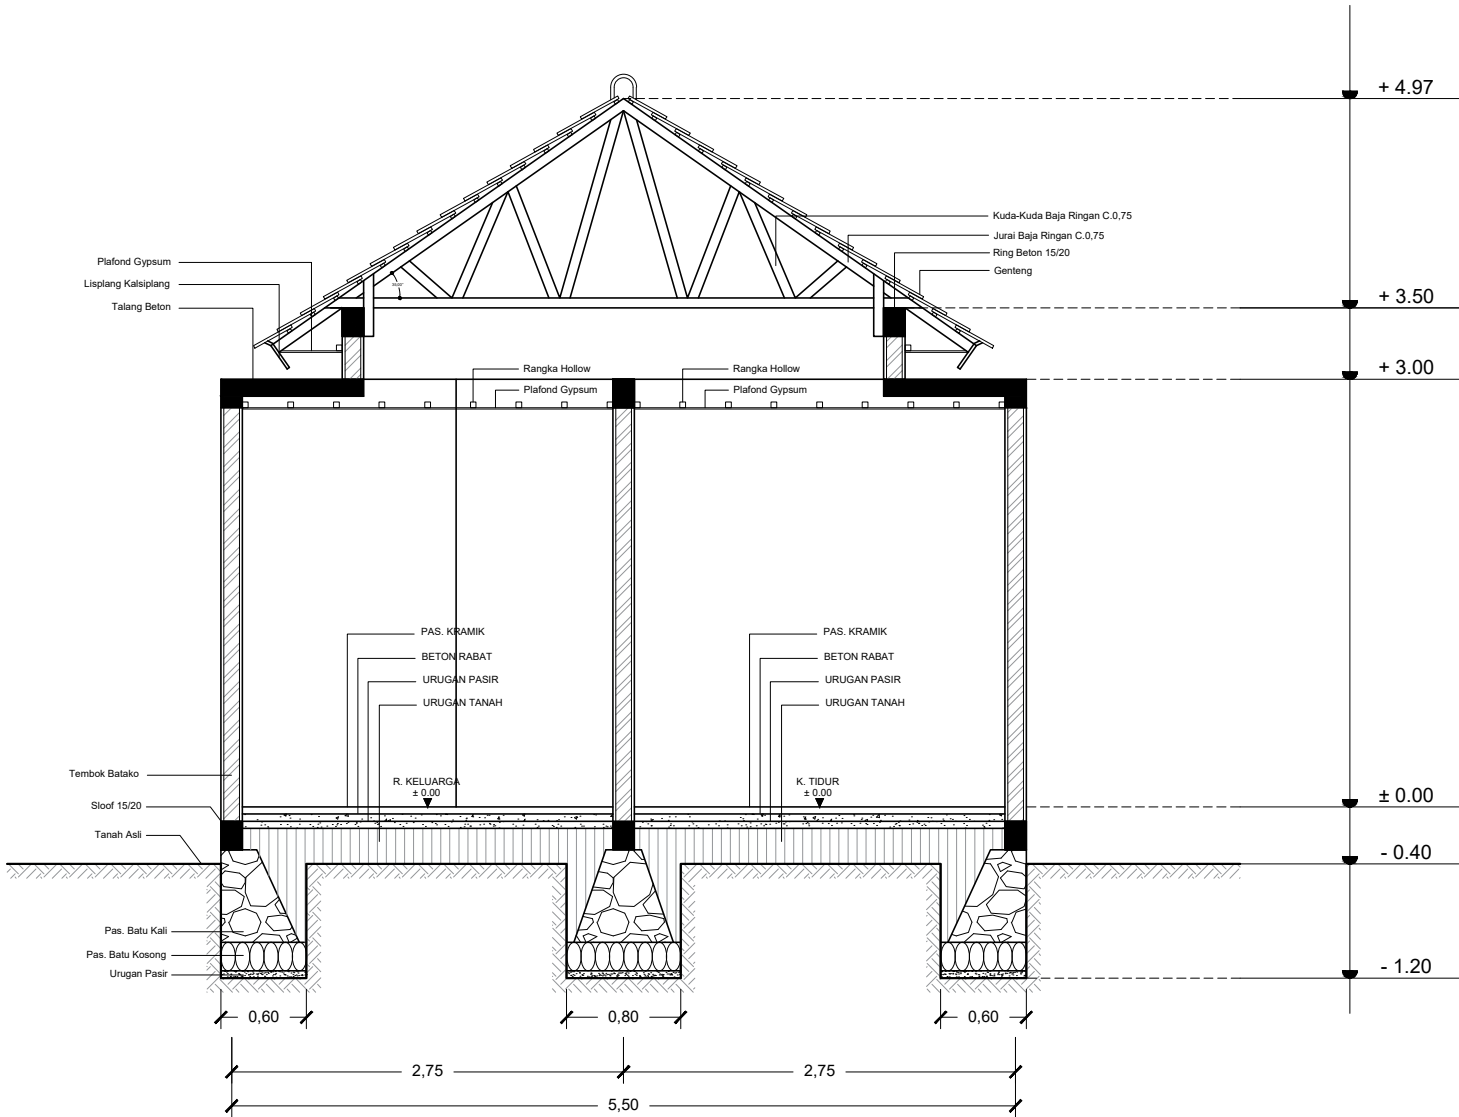 + 4.97
Kuda-Kuda Baja Ringan C.0,75
Jurai Baja Ringan C.0,75
Ring Beton 15/20
Genteng
Plafond Gypsum
Lisplang Kalsiplang
Talang Beton
+ 3.50
+ 3.00
Rangka Hollow
Plafond Gypsum
Rangka Hollow
Plafond Gypsum
PAS. KRAMIK
BETON RABAT
URUGAN PASIR
URUGAN TANAH
PAS. KRAMIK
BETON RABAT
URUGAN PASIR
URUGAN TANAH
Tembok Batako
Sloof 15/20
Tanah Asli
R. KELUARGA
± 0.00
K. TIDUR
± 0.00
± 0.00
- 0.40
Pas. Batu Kali
Pas. Batu Kosong
Urugan Pasir
- 1.20
0,60
0,80
0,60
2,75
2,75
5,50